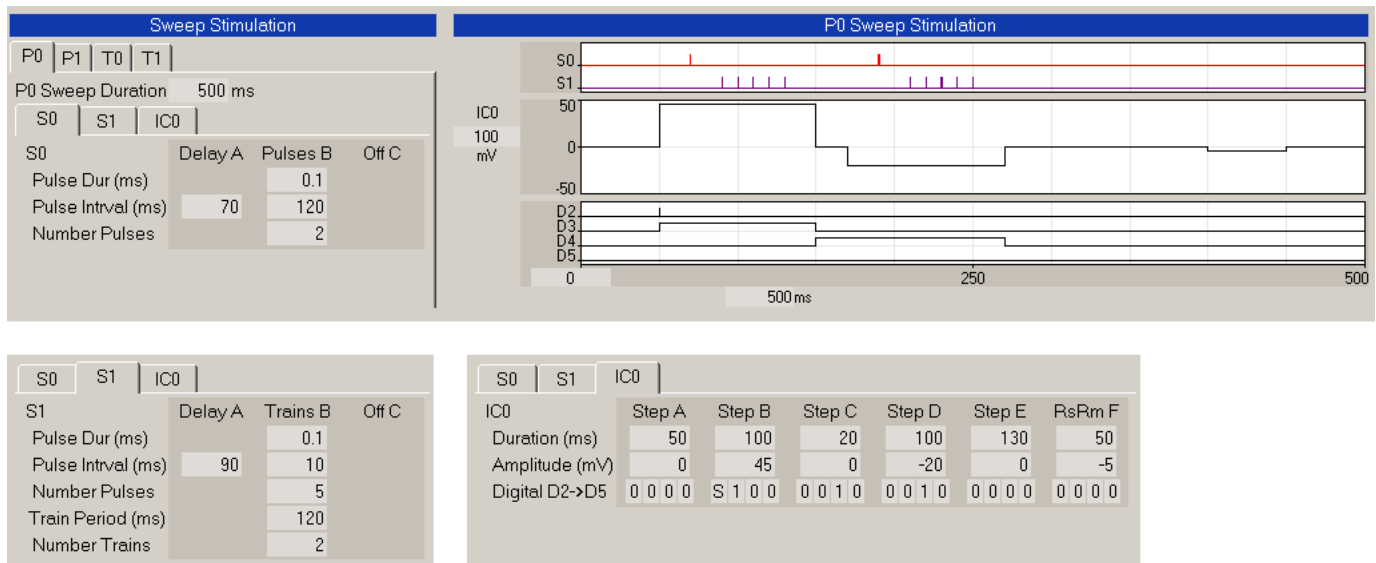 Sweep Stimulation
P0 P1 T0 T1
P0 Sweep Duration 500 ms
S0 S1 IC0
S0 Delay A Pulses B Off C
Pulse Dur (ms) 0.1
Pulse Intrval (ms) 70 120
Number Pulses 2
P0 Sweep Stimulation
S0
S1
IC0
100
mV
50
0
-50
D2
D3
D4
D5
0 250 500
500 ms
S0 S1 IC0
S1 Delay A Trains B Off C
Pulse Dur (ms) 0.1
Pulse Intrval (ms) 90 10
Number Pulses 5
Train Period (ms) 120
Number Trains 2
S0 S1 IC0
IC0 Step A Step B Step C Step D Step E RsRm F
Duration (ms) 50 100 20 100 130 50
Amplitude (mV) 0 45 0 -20 0 -5
Digital D2->D5 0 0 0 0 S 1 0 0 0 0 1 0 0 0 1 0 0 0 0 0 0 0 0 0